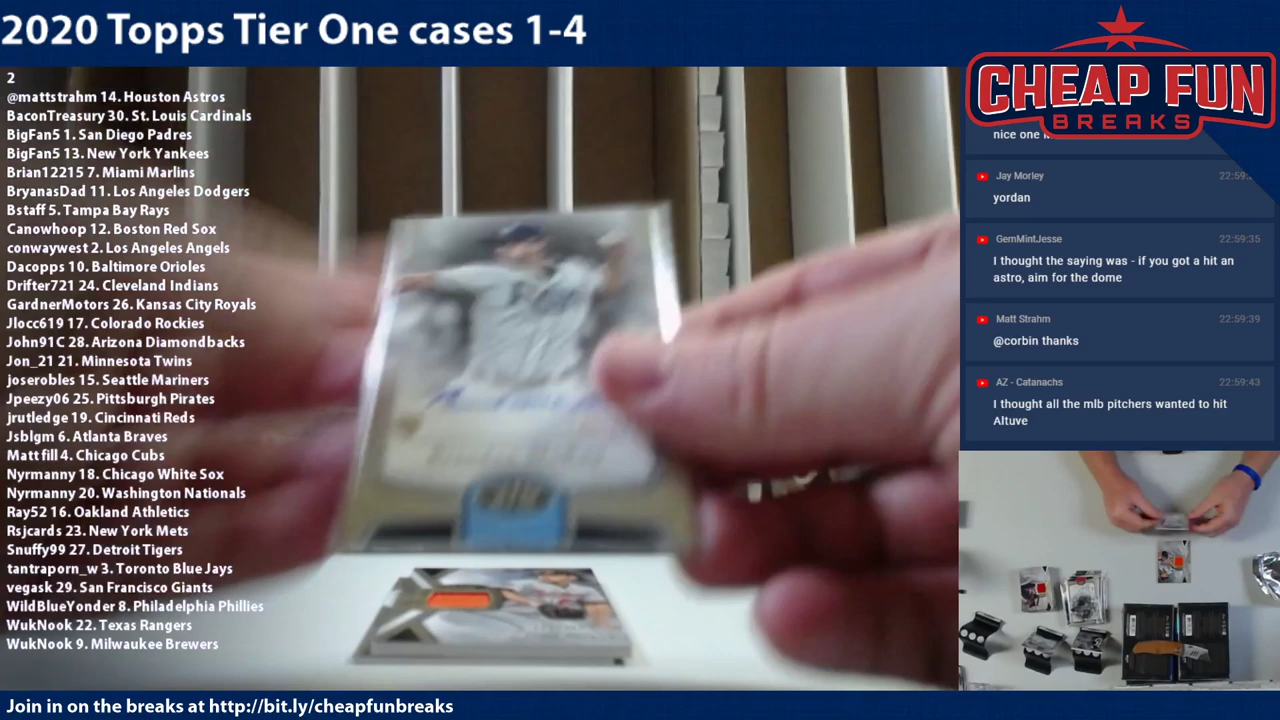 2020 Topps Tier One cases 1-4
CHEAP FUN
BREAKS
2
@mattstrahm 14. Houston Astros
BaconTreasury 30. St. Louis Cardinals
BigFan5 1. San Diego Padres
BigFan5 13. New York Yankees
Brian12215 7. Miami Marlins
BryanasDad 11. Los Angeles Dodgers
Bstaff 5. Tampa Bay Rays
Canowhoop 12. Boston Red Sox
conwaywest 2. Los Angeles Angels
Dacopps 10. Baltimore Orioles
Drifter721 24. Cleveland Indians
GardnerMotors 26. Kansas City Royals
Jlocc619 17. Colorado Rockies
John91C 28. Arizona Diamondbacks
Jon_21 21. Minnesota Twins
joserobles 15. Seattle Mariners
Jpeezy06 25. Pittsburgh Pirates
jrutledge 19. Cincinnati Reds
Jsblgm 6. Atlanta Braves
Matt fill 4. Chicago Cubs
Nyrmanny 18. Chicago White Sox
Nyrmanny 20. Washington Nationals
Ray52 16. Oakland Athletics
Rsjcards 23. New York Mets
Snuffy99 27. Detroit Tigers
tantraporn_w 3. Toronto Blue Jays
vegask 29. San Francisco Giants
WildBlueYonder 8. Philadelphia Phillies
WukNook 22. Texas Rangers
WukNook 9. Milwaukee Brewers
nice one
Jay Morley 22:59
yordan
GemMintJesse 22:59:35
I thought the saying was - if you got a hit an
astro, aim for the dome
Matt Strahm 22:59:39
@corbin thanks
AZ - Catanachs 22:59:43
I thought all the mlb pitchers wanted to hit
Altuve
Join in on the breaks at http://bit.ly/cheapfunbreaks